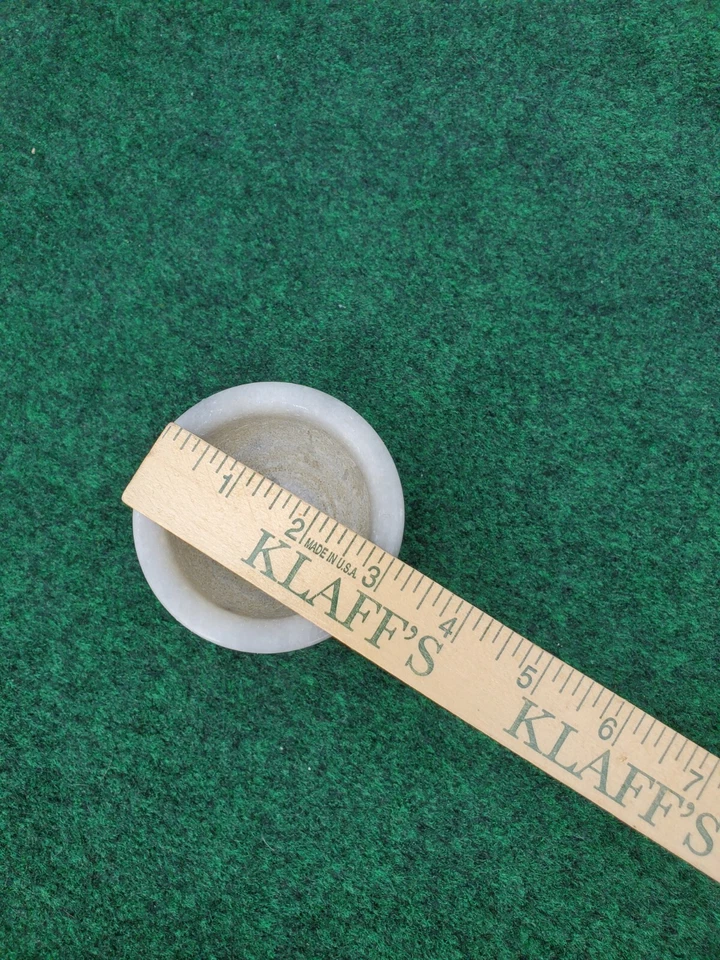 1 2 3 4 5 6 7
MADE IN U.S.A.
KLAFF'S KLAFF'S